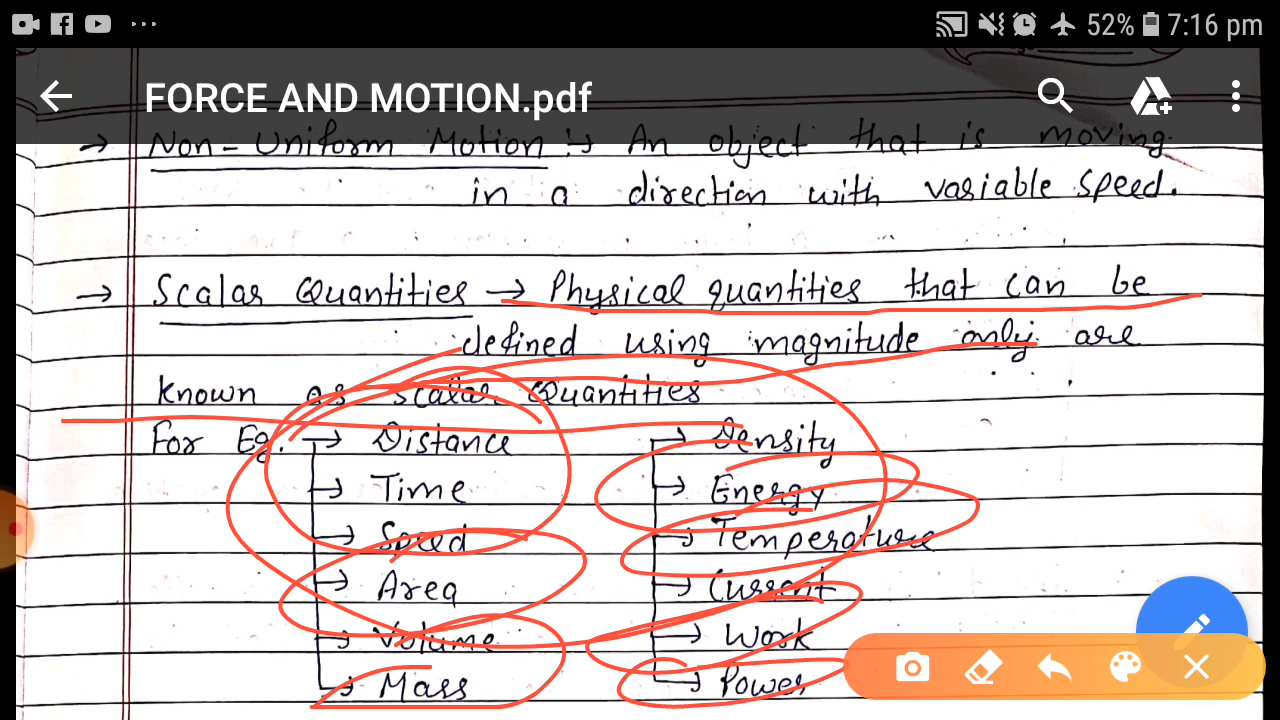 52% 7:16 pm
FORCE AND MOTION.pdf
→ Non-Uniform Motion :→ An object that is moving
in a direction with variable speed.
→ Scalar Quantities → Physical quantities that can be
defined using magnitude only are
known as scalar Quantities
For Eg. → Distance → Density
→ Time → Energy
→ Speed → Temperature
→ Area → Current
→ Volume → Work
→ Mass → Power